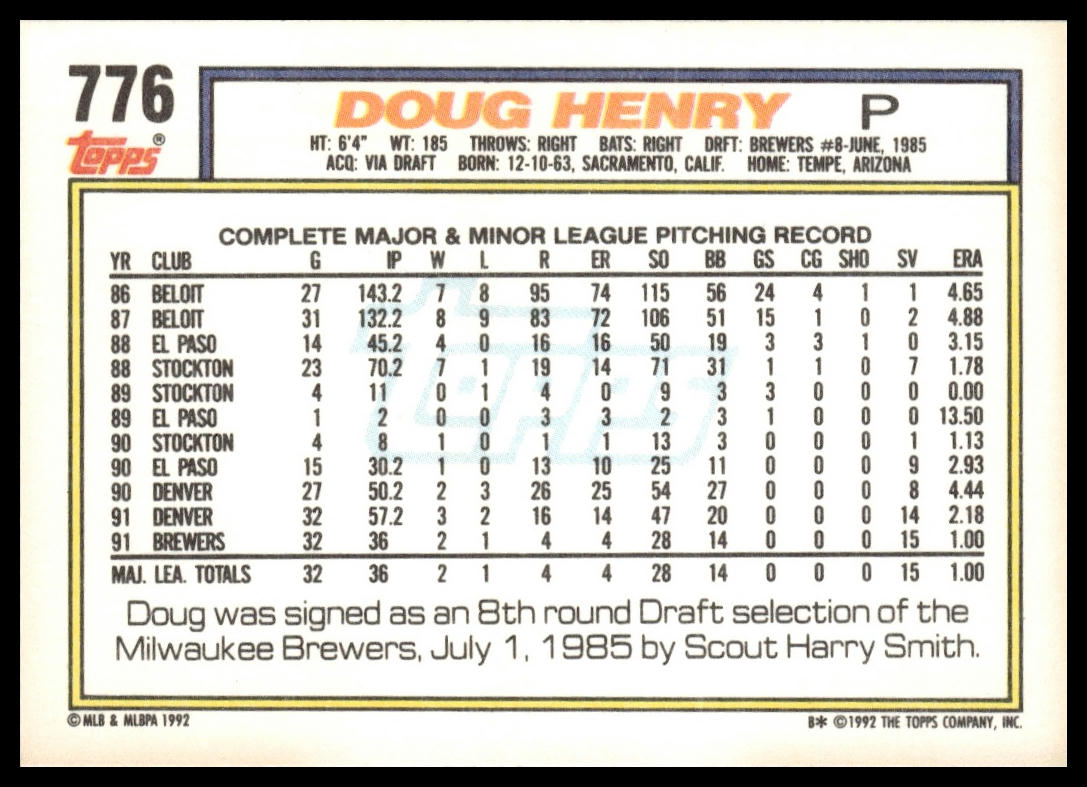 776
Topps®
DOUG HENRY P
HT: 6'4" WT: 185 THROWS: RIGHT BATS: RIGHT DRFT: BREWERS #8-JUNE, 1985
ACQ: VIA DRAFT BORN: 12-10-63, SACRAMENTO, CALIF. HOME: TEMPE, ARIZONA
COMPLETE MAJOR & MINOR LEAGUE PITCHING RECORD
YR CLUB G IP W L R ER SO BB GS CG SHO SV ERA
86 BELOIT 27 143.2 7 8 95 74 115 56 24 4 1 1 4.65
87 BELOIT 31 132.2 8 9 83 72 106 51 15 1 0 2 4.88
88 EL PASO 14 45.2 4 0 16 16 50 19 3 3 1 0 3.15
88 STOCKTON 23 70.2 7 1 19 14 71 31 1 1 0 7 1.78
89 STOCKTON 4 11 0 1 4 0 9 3 3 0 0 0 0.00
89 EL PASO 1 2 0 0 3 3 2 3 1 0 0 0 13.50
90 STOCKTON 4 8 1 0 1 1 13 3 0 0 0 1 1.13
90 EL PASO 15 30.2 1 0 13 10 25 11 0 0 0 9 2.93
90 DENVER 27 50.2 2 3 26 25 54 27 0 0 0 8 4.44
91 DENVER 32 57.2 3 2 16 14 47 20 0 0 0 14 2.18
91 BREWERS 32 36 2 1 4 4 28 14 0 0 0 15 1.00
MAJ. LEA. TOTALS 32 36 2 1 4 4 28 14 0 0 0 15 1.00
Topps
Doug was signed as an 8th round Draft selection of the
Milwaukee Brewers, July 1, 1985 by Scout Harry Smith.
© MLB & MLBPA 1992 B* ©1992 THE TOPPS COMPANY, INC.